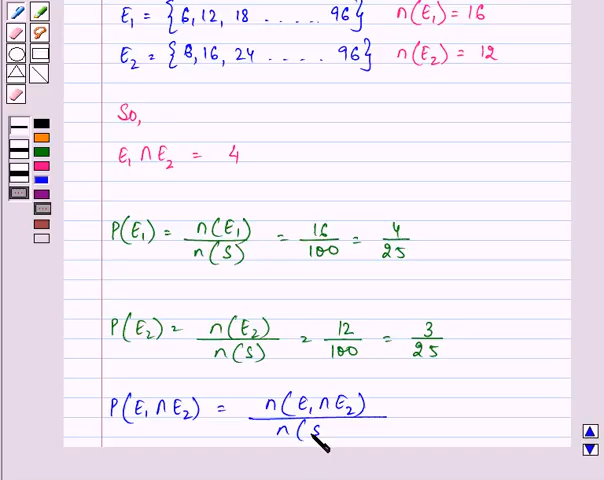 E₁ = {6, 12, 18 ..... 96} n(E₁) = 16
E₂ = {8, 16, 24 ..... 96} n(E₂) = 12
So,
E₁ ∩ E₂ = 4
P(E₁) = n(E₁)/n(S) = 16/100 = 4/25
P(E₂) = n(E₂)/n(S) = 12/100 = 3/25
P(E₁ ∩ E₂) = n(E₁ ∩ E₂)/n(S